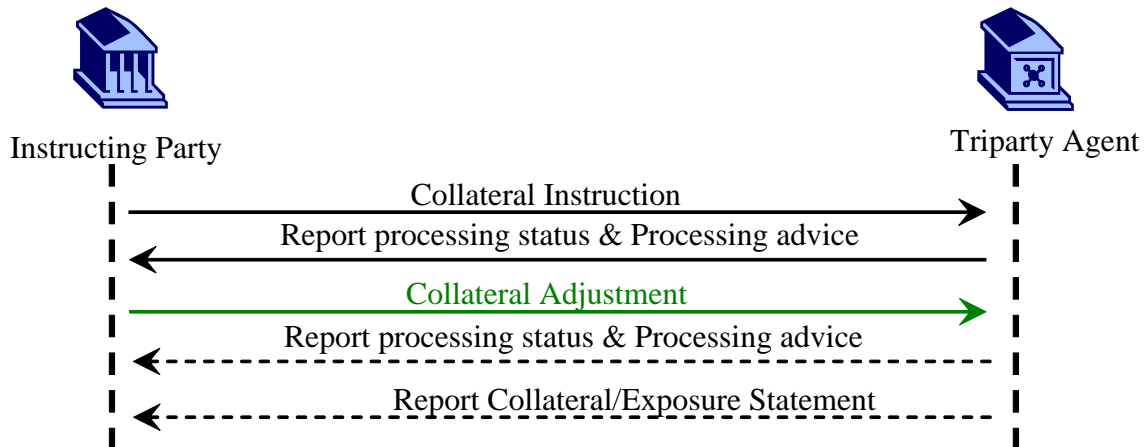 Instructing Party
Triparty Agent
Collateral Instruction
Report processing status & Processing advice
Collateral Adjustment
Report processing status & Processing advice
Report Collateral/Exposure Statement